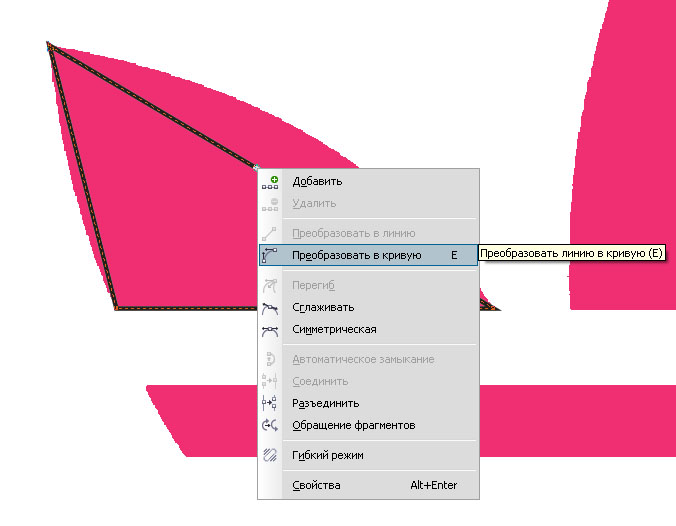 Добавить
Удалить
Преобразовать в линию
Преобразовать в кривую E
Преобразовать линию в кривую (E)
Перегиб
Сглаживать
Симметрическая
Автоматическое замыкание
Соединить
Разъединить
Обращение фрагментов
Гибкий режим
Свойства Alt+Enter